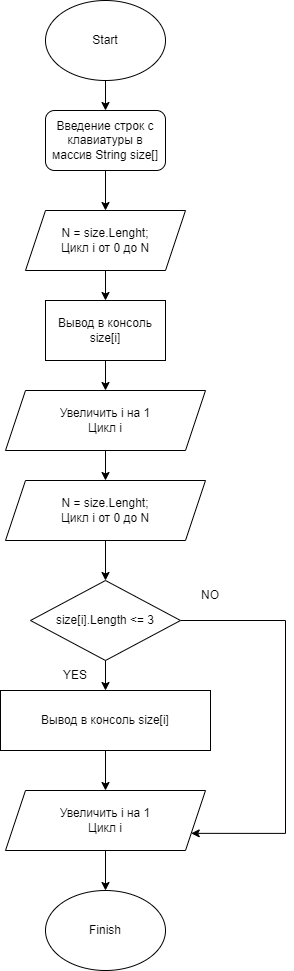 Start
Введение строк с
клавиатуры в
массив String size[]
N = size.Lenght;
Цикл i от 0 до N
Вывод в консоль
size[i]
Увеличить i на 1
Цикл i
N = size.Lenght;
Цикл i от 0 до N
size[i].Length <= 3
NO
YES
Вывод в консоль size[i]
Увеличить i на 1
Цикл i
Finish